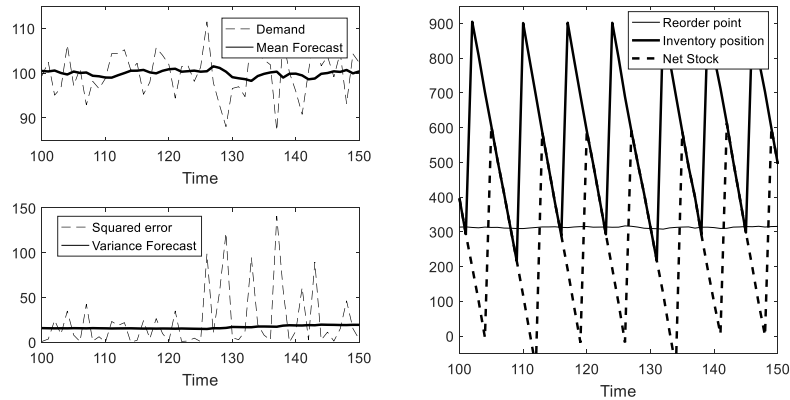 110
100
90
Demand
Mean Forecast
100 110 120 130 140 150
Time
150
100
50
0
Squared error
Variance Forecast
100 110 120 130 140 150
Time
900
800
700
600
500
400
300
200
100
0
Reorder point
Inventory position
Net Stock
100 110 120 130 140 150
Time